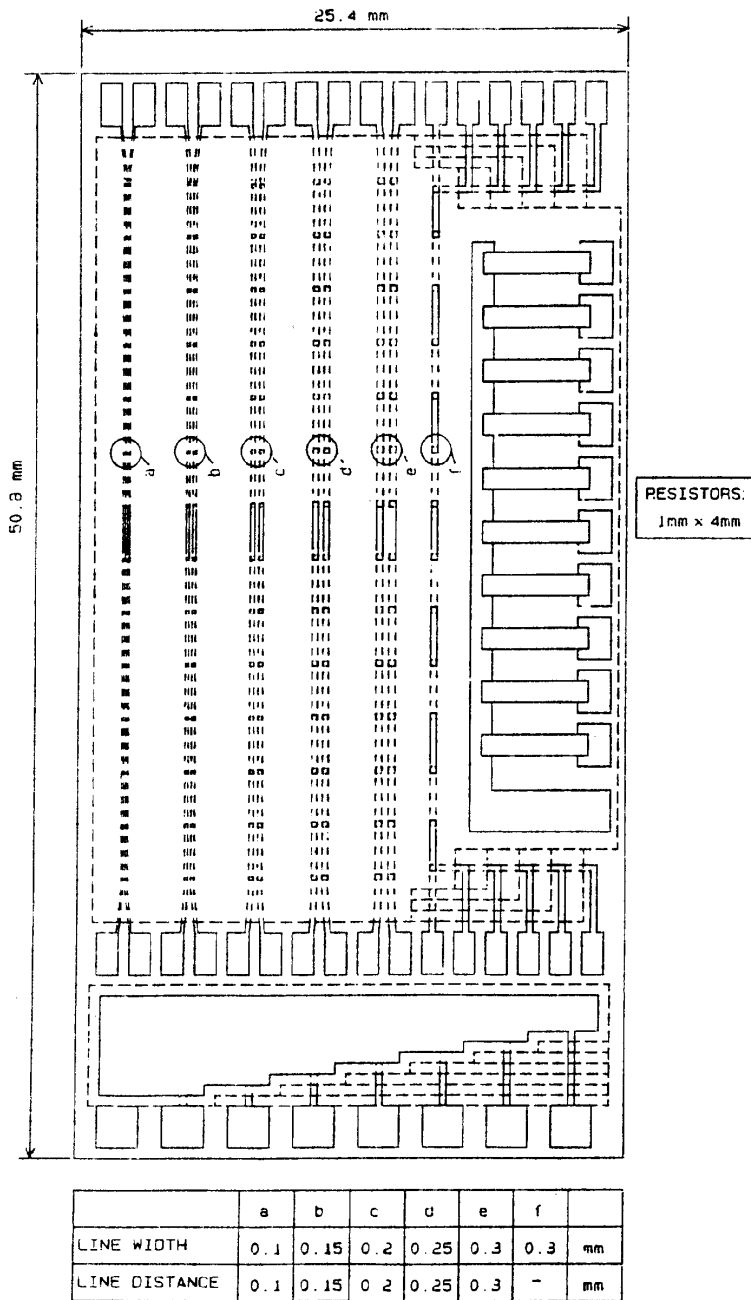 25.4 mm
50.8 mm
a
b
c
d
e
f
RESISTORS:
1mm x 4mm
a b c d e f
LINE WIDTH 0.1 0.15 0.2 0.25 0.3 0.3 mm
LINE DISTANCE 0.1 0.15 0.2 0.25 0.3 - mm